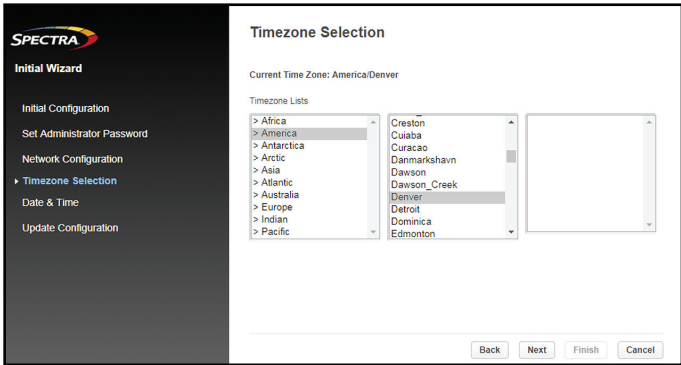 SPECTRA
Initial Wizard
Initial Configuration
Set Administrator Password
Network Configuration
Timezone Selection
Date & Time
Update Configuration
Timezone Selection
Current Time Zone: America/Denver
Timezone Lists
> Africa
> America
> Antarctica
> Arctic
> Asia
> Atlantic
> Australia
> Europe
> Indian
> Pacific
Creston
Cuiaba
Curacao
Danmarkshavn
Dawson
Dawson_Creek
Denver
Detroit
Dominica
Edmonton
Back
Next
Finish
Cancel